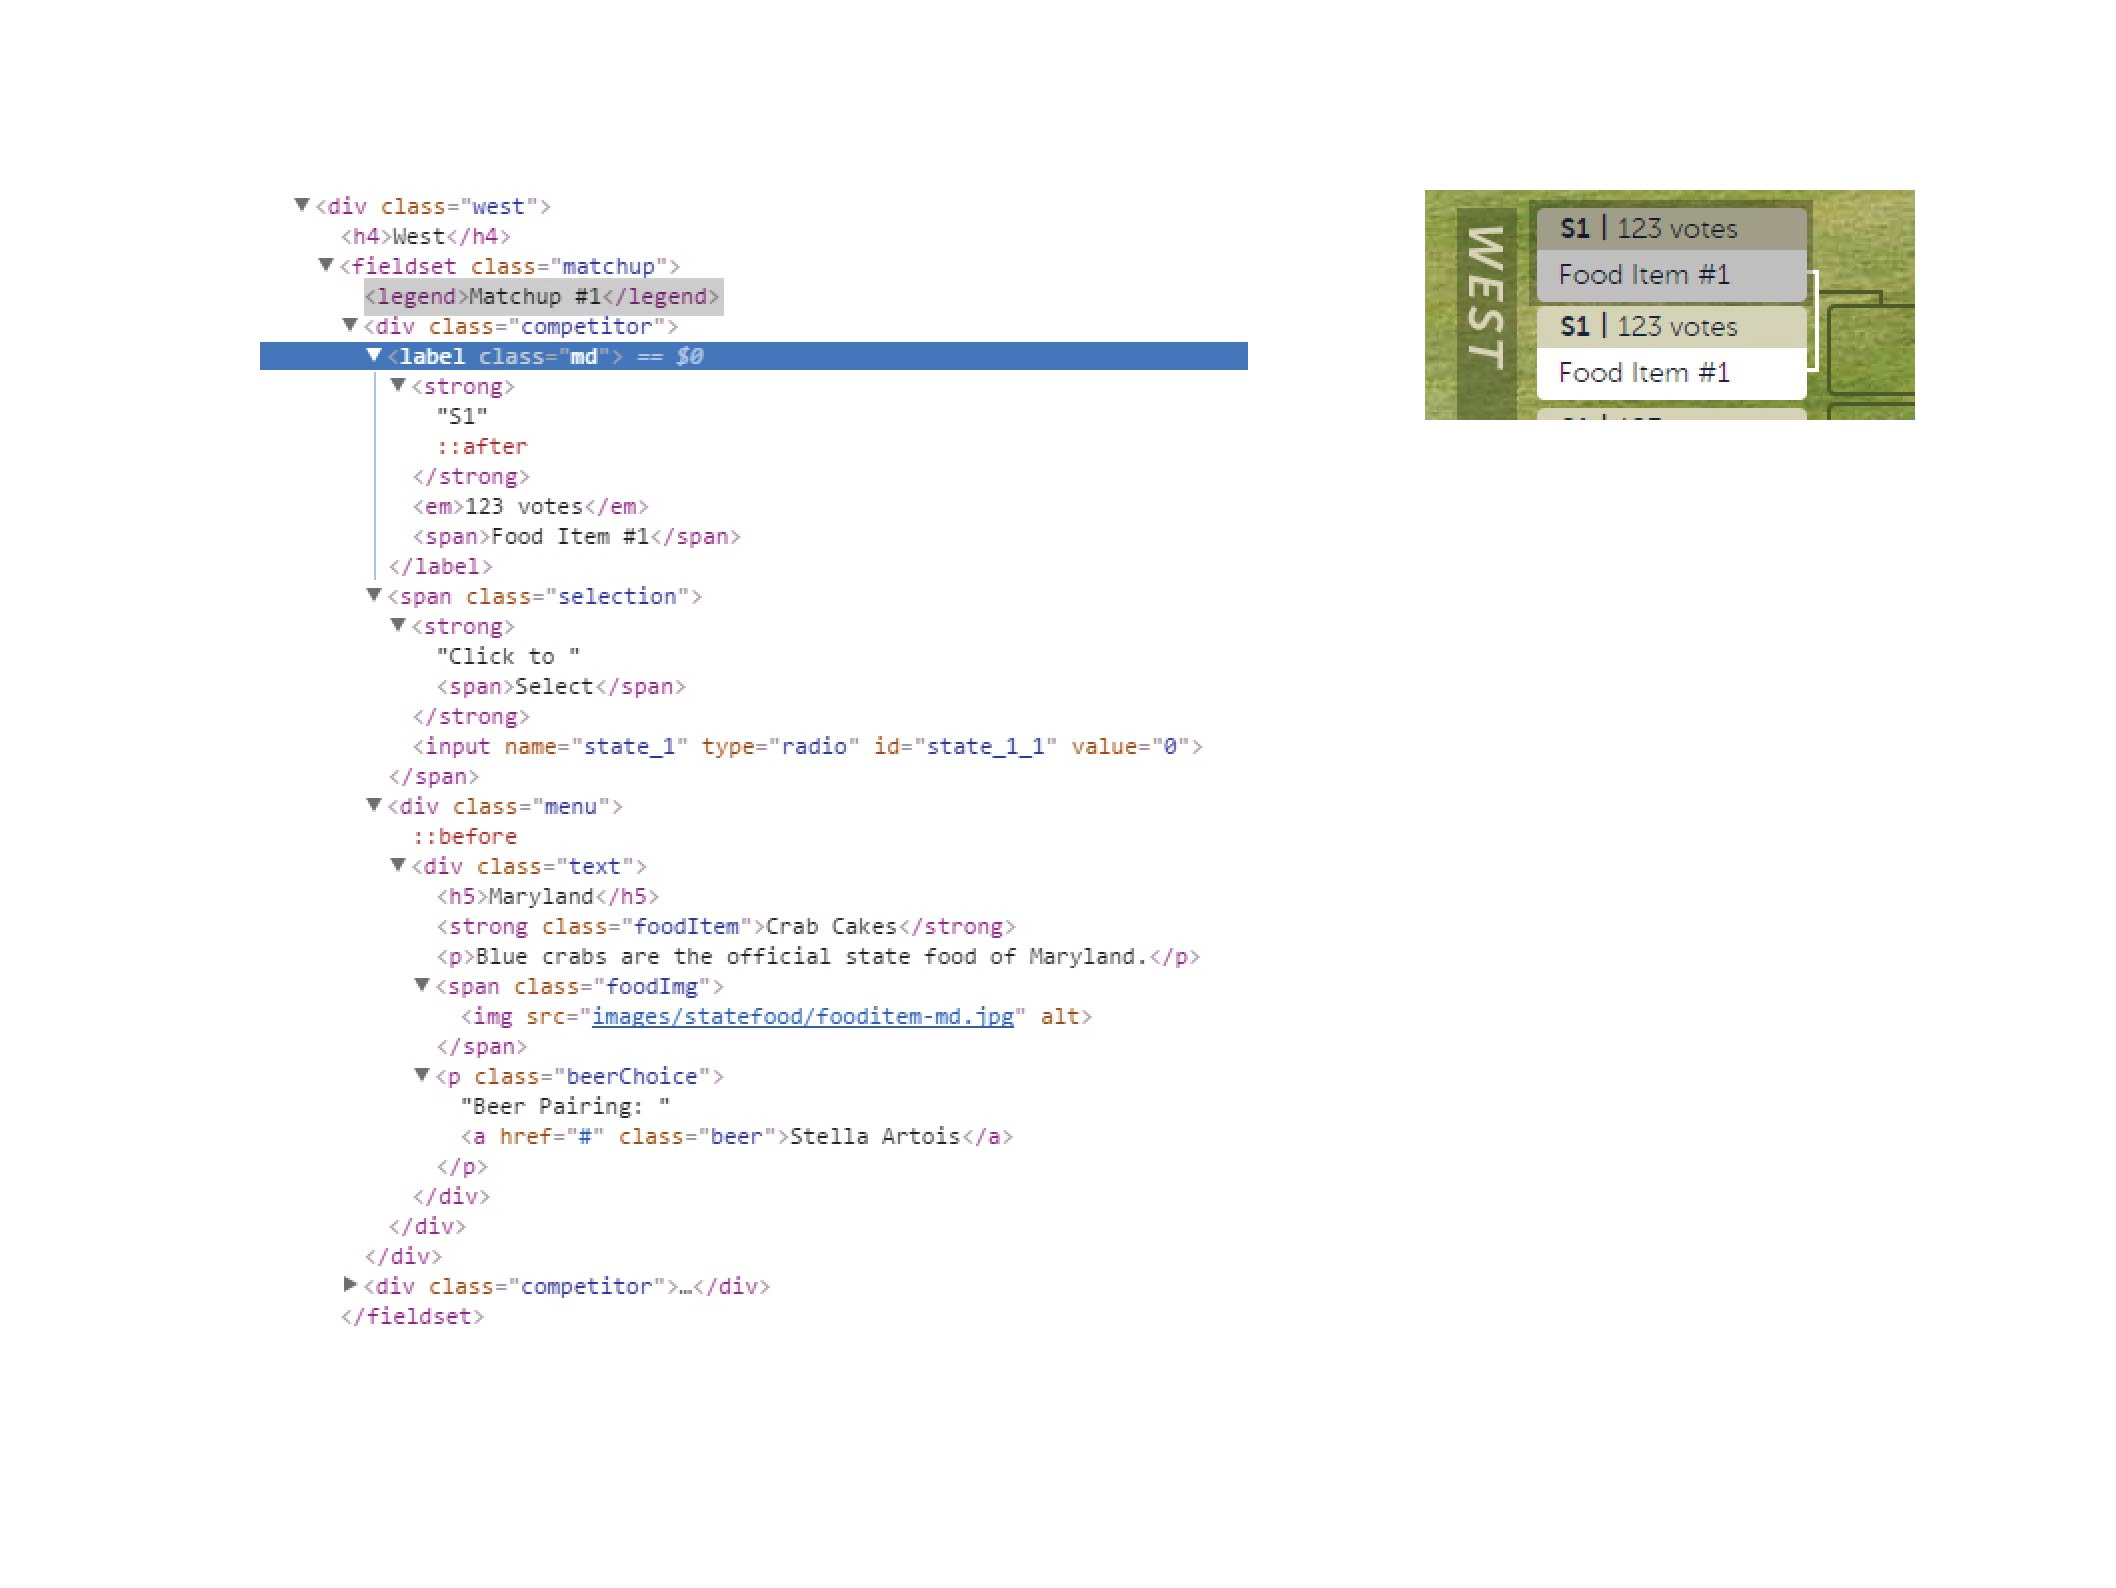 <div class="west">
<h4>West</h4>
<fieldset class="matchup">
<legend>Matchup #1</legend>
<div class="competitor">
<label class="md"> == $0
<strong>
"S1"
::after
</strong>
<em>123 votes</em>
<span>Food Item #1</span>
</label>
<span class="selection">
<strong>
"Click to "
<span>Select</span>
</strong>
<input name="state_1" type="radio" id="state_1_1" value="0">
</span>
<div class="menu">
::before
<div class="text">
<h5>Maryland</h5>
<strong class="foodItem">Crab Cakes</strong>
<p>Blue crabs are the official state food of Maryland.</p>
<span class="foodImg">
<img src="images/statefood/fooditem-md.jpg" alt>
</span>
<p class="beerChoice">
"Beer Pairing: "
<a href="#" class="beer">Stella Artois</a>
</p>
</div>
</div>
</div>
<div class="competitor">…</div>
</fieldset>
WEST
S1 | 123 votes
Food Item #1
S1 | 123 votes
Food Item #1